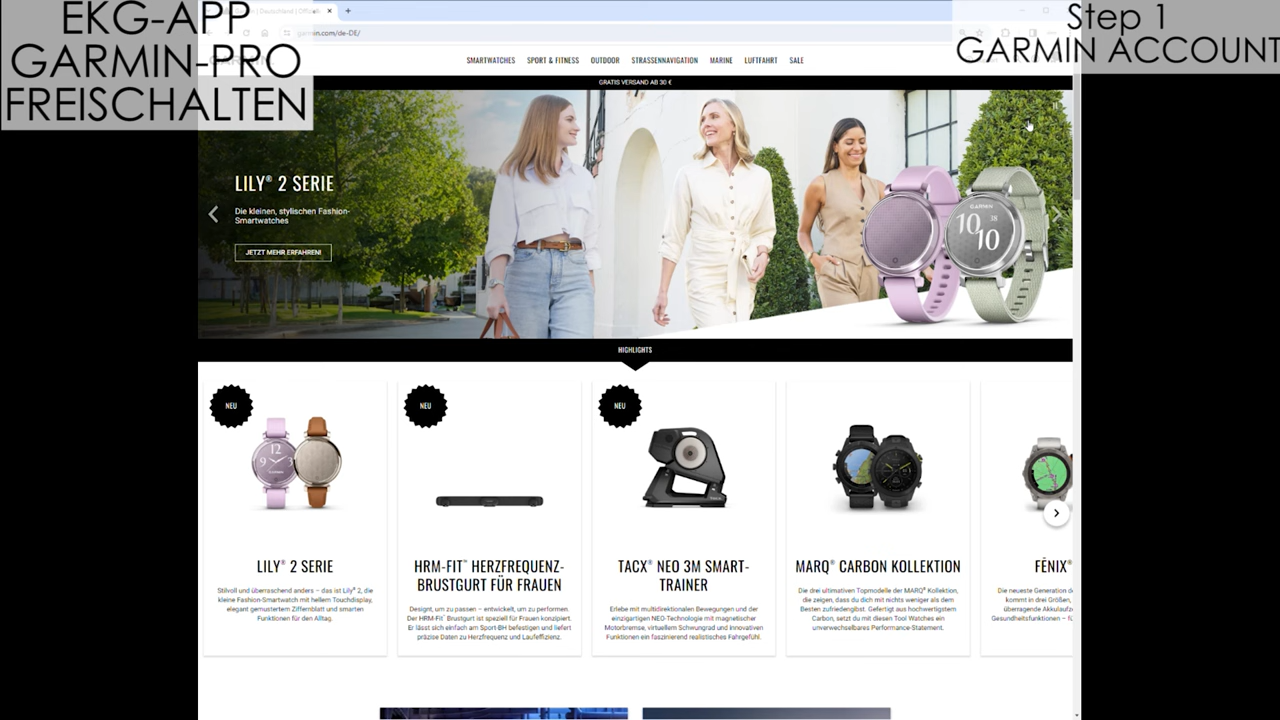 EKG-APP
GARMIN-PRO
FREISCHALTEN
Step 1
GARMIN ACCOUNT
garmin.com/de-DE/
SMARTWATCHES
SPORT & FITNESS
OUTDOOR
STRASSENNAVIGATION
MARINE
LUFTFAHRT
SALE
GRATIS VERSAND AB 30 €
LILY® 2 SERIE
Die kleinen, stylischen Fashion-
Smartwatches
JETZT MEHR ERFAHREN!
GARMIN
10
10
HIGHLIGHTS
NEU
LILY® 2 SERIE
Stilvoll und überraschend anders – das ist Lily® 2, die
kleine Fashion-Smartwatch mit hellem Touchdisplay,
elegant gemustertem Ziffernblatt und smarten
Funktionen für den Alltag.
NEU
HRM-FIT™ HERZFREQUENZ-
BRUSTGURT FÜR FRAUEN
Designt, um zu passen – entwickelt, um zu performen.
Der HRM-Fit™ Brustgurt ist speziell für Frauen konzipiert.
Er lässt sich einfach am Sport-BH befestigen und liefert
präzise Daten zu Herzfrequenz und Laufeffizienz.
NEU
TACX® NEO 3M SMART-
TRAINER
Erlebe mit multidirektionalen Bewegungen und der
einzigartigen NEO-Technologie mit magnetischer
Motorbremse, virtuellem Schwungrad und innovativen
Funktionen ein faszinierend realistisches Fahrgefühl.
MARQ® CARBON KOLLEKTION
Die drei ultimativen Topmodelle der MARQ® Kollektion,
die zeigen, dass du dich mit nichts weniger als dem
Besten zufriedengibst. Gefertigt aus hochwertigstem
Carbon, setzt du mit diesen Tool Watches ein
unverwechselbares Performance-Statement.
FÉNIX®
Die neueste Generation d
kommt in drei Größen,
überragende Akkulaufze
Gesundheitsfunktionen – fü